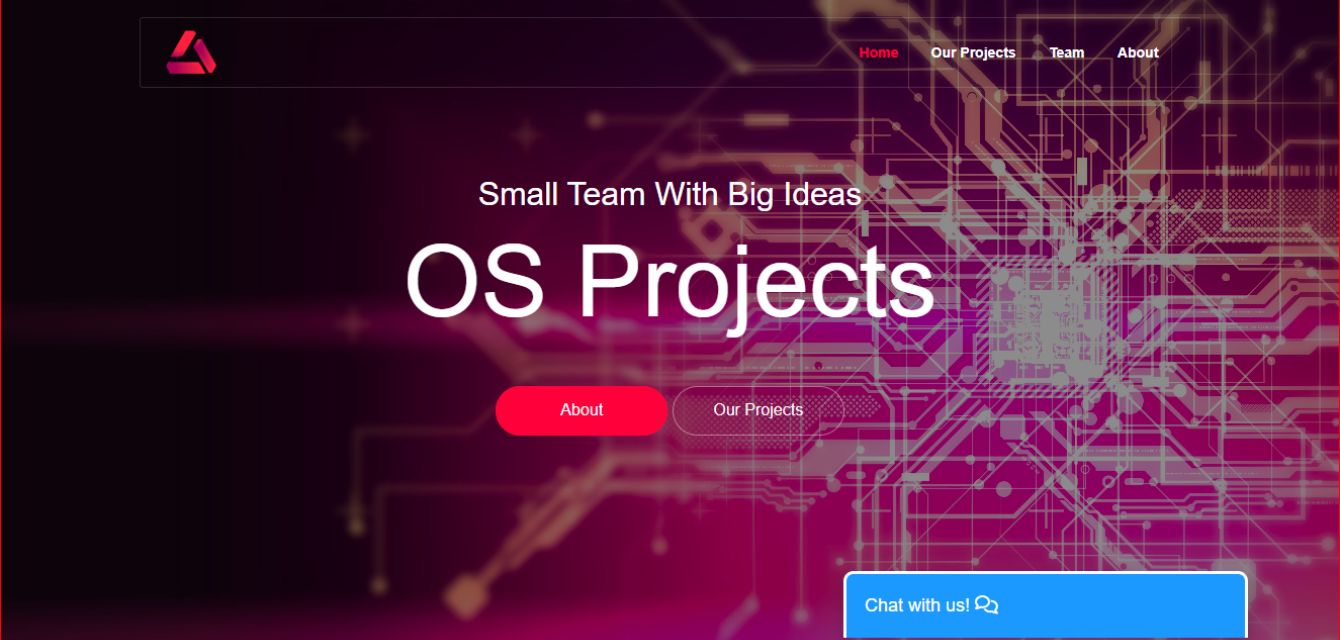 Home Our Projects Team About
Small Team With Big Ideas
OS Projects
About Our Projects
Chat with us!